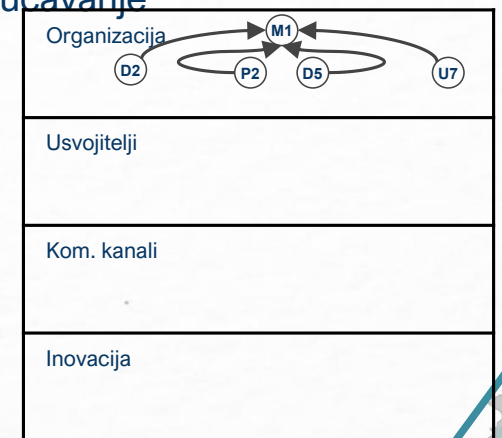 učavanje
Organizacija
M1
D2
P2
D5
U7
Usvojitelji
Kom. kanali
Inovacija